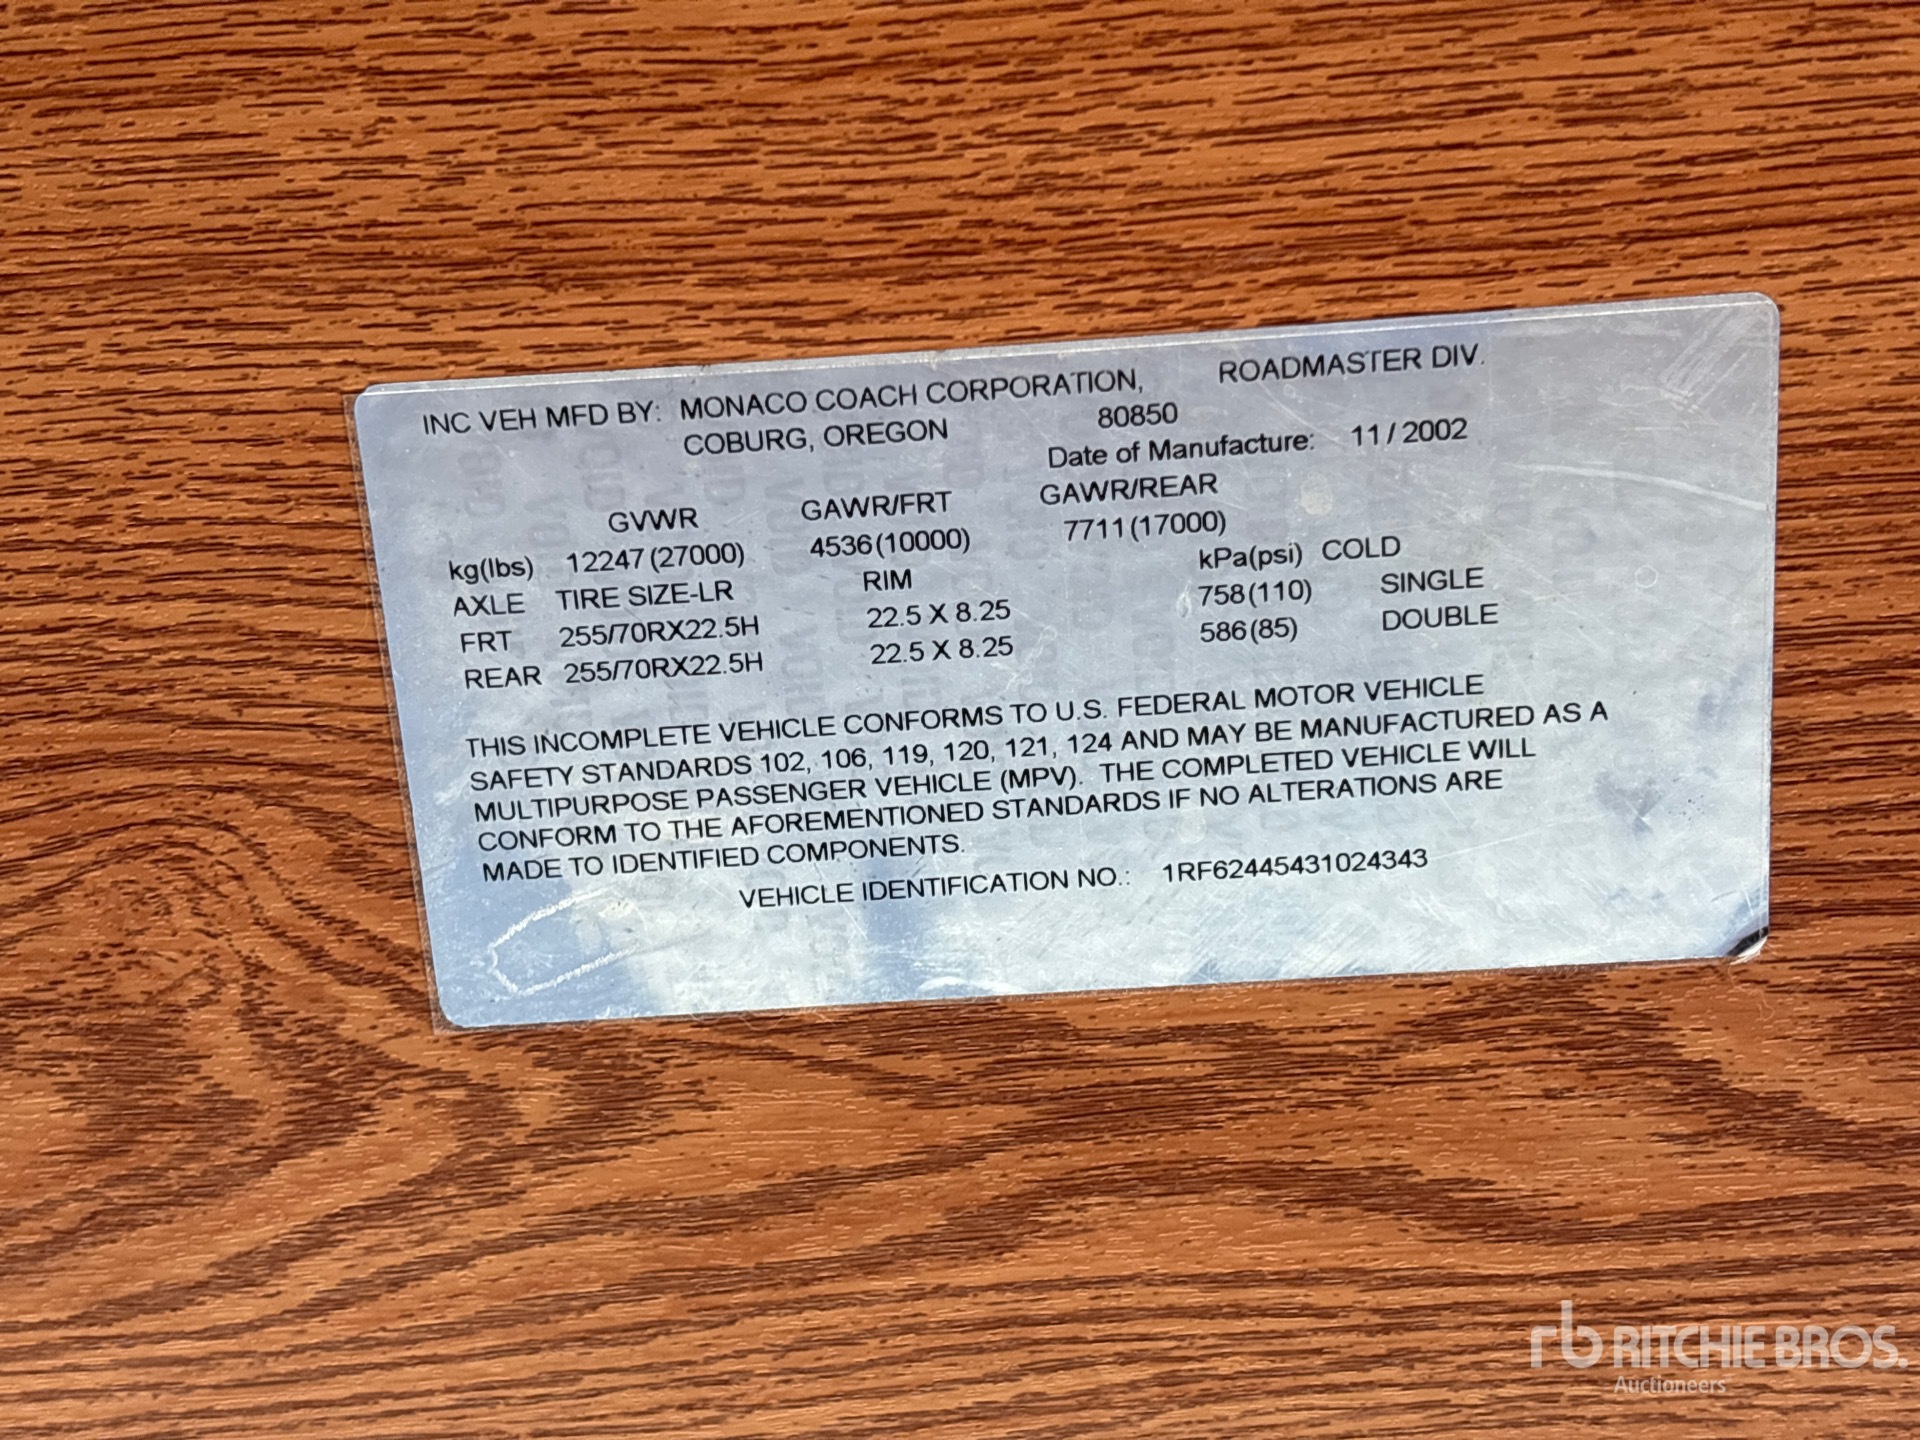 INC VEH MFD BY: MONACO COACH CORPORATION, ROADMASTER DIV.
COBURG, OREGON 80850
Date of Manufacture: 11 / 2002
GVWR GAWR/FRT GAWR/REAR
kg(lbs) 12247 (27000) 4536(10000) 7711(17000)
AXLE TIRE SIZE-LR RIM kPa(psi) COLD
FRT 255/70RX22.5H 22.5 X 8.25 758(110) SINGLE
REAR 255/70RX22.5H 22.5 X 8.25 586(85) DOUBLE
THIS INCOMPLETE VEHICLE CONFORMS TO U.S. FEDERAL MOTOR VEHICLE
SAFETY STANDARDS 102, 106, 119, 120, 121, 124 AND MAY BE MANUFACTURED AS A
MULTIPURPOSE PASSENGER VEHICLE (MPV). THE COMPLETED VEHICLE WILL
CONFORM TO THE AFOREMENTIONED STANDARDS IF NO ALTERATIONS ARE
MADE TO IDENTIFIED COMPONENTS.
VEHICLE IDENTIFICATION NO.: 1RF62445431024343
rb RITCHIE BROS.
Auctioneers